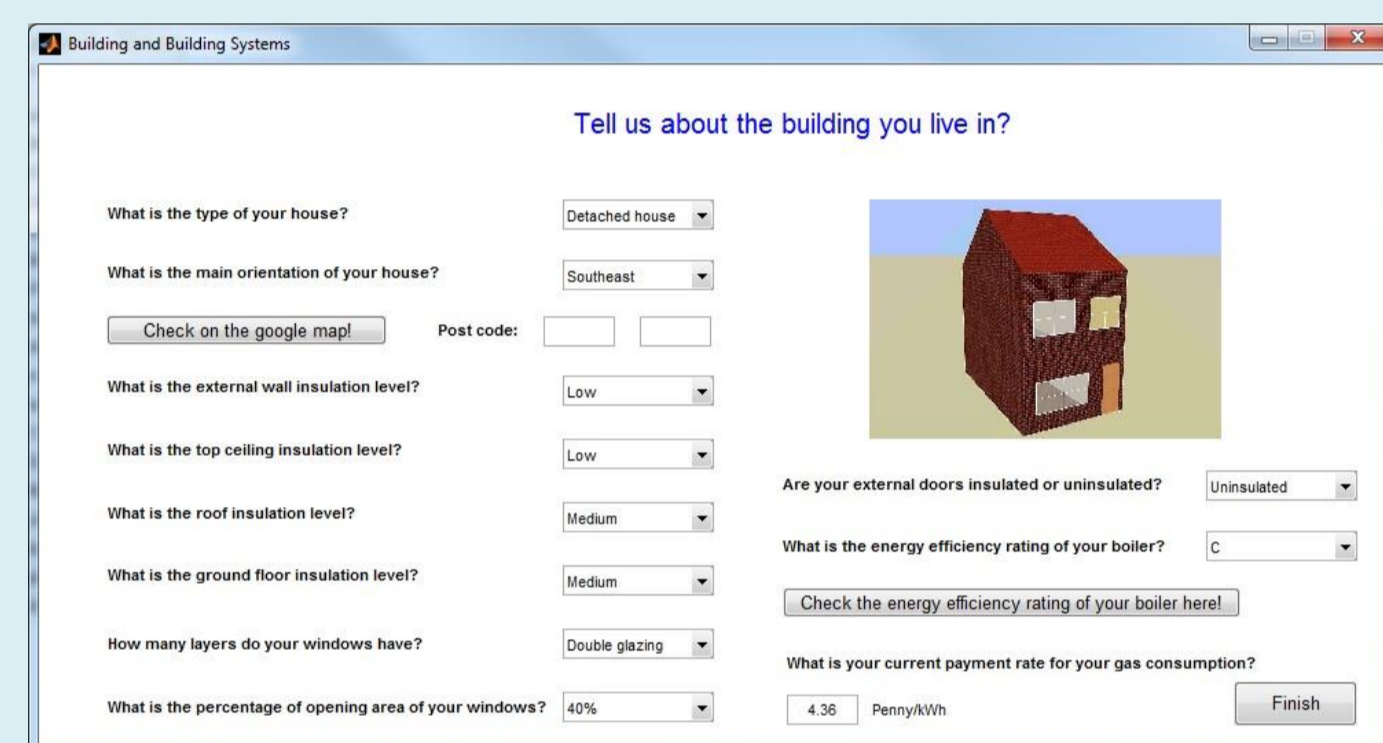 Building and Building Systems
Tell us about the building you live in?
What is the type of your house? Detached house
What is the main orientation of your house? Southeast
Check on the google map! Post code:
What is the external wall insulation level? Low
What is the top ceiling insulation level? Low
What is the roof insulation level? Medium
What is the ground floor insulation level? Medium
How many layers do your windows have? Double glazing
What is the percentage of opening area of your windows? 40%
Are your external doors insulated or uninsulated? Uninsulated
What is the energy efficiency rating of your boiler? C
Check the energy efficiency rating of your boiler here!
What is your current payment rate for your gas consumption?
4.36 Penny/kWh
Finish